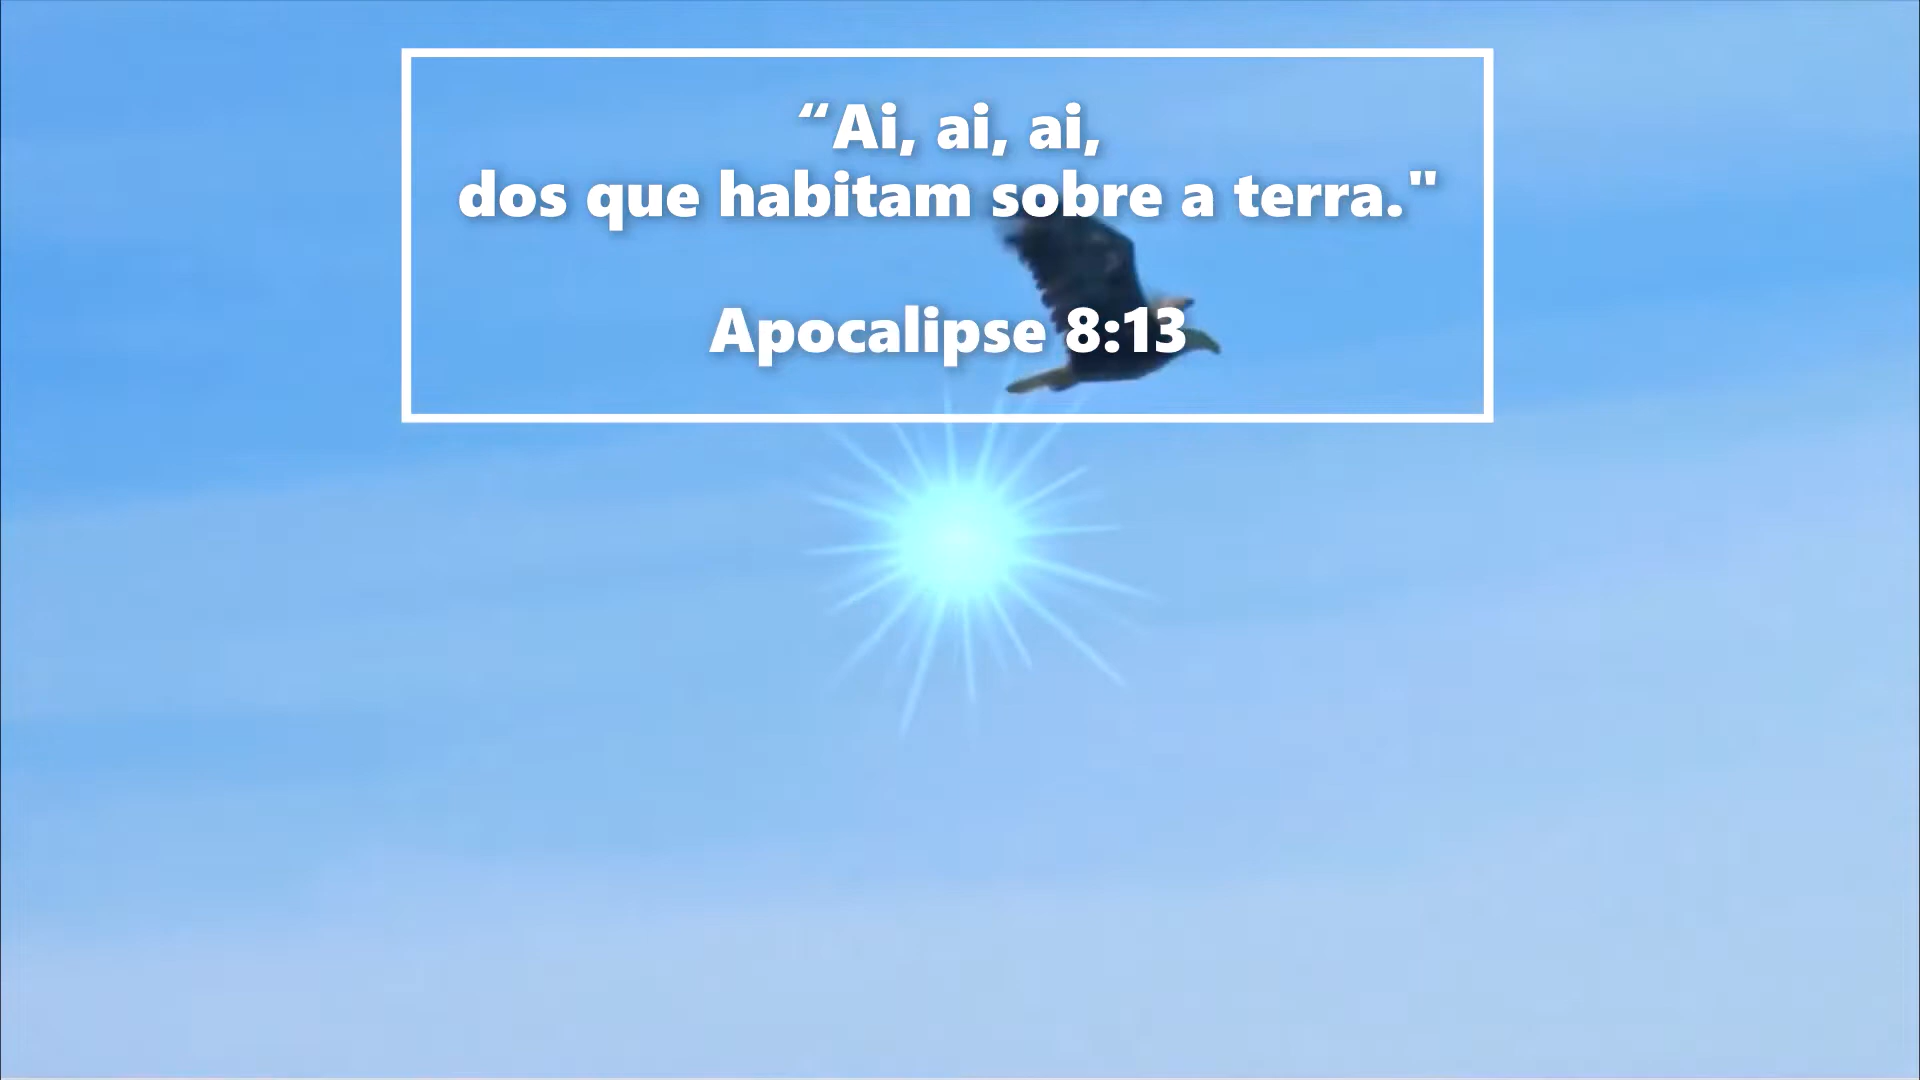 “Ai, ai, ai,
dos que habitam sobre a terra."
Apocalipse 8:13